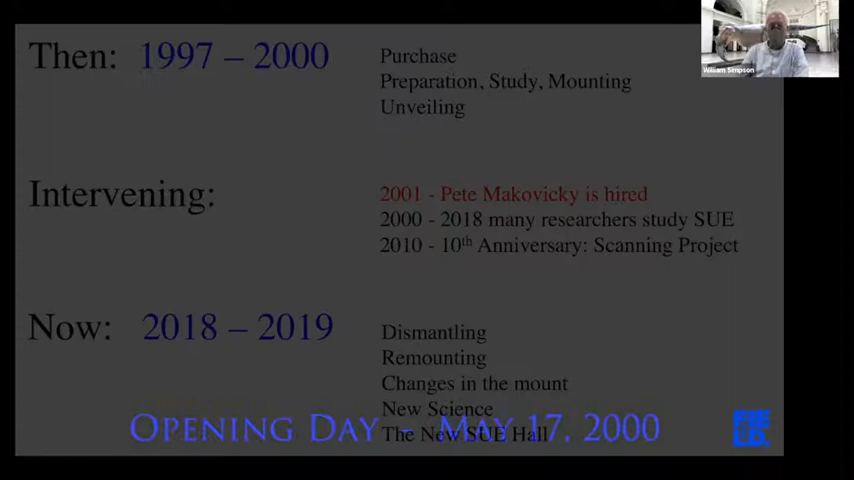 William Simpson
Then: 1997 – 2000
Purchase
Preparation, Study, Mounting
Unveiling
Intervening:
2001 - Pete Makovicky is hired
2000 - 2018 many researchers study SUE
2010 - 10th Anniversary: Scanning Project
Now: 2018 – 2019
Dismantling
Remounting
Changes in the mount
New Science
The New SUE Hall
OPENING DAY - MAY 17, 2000
FIELD.